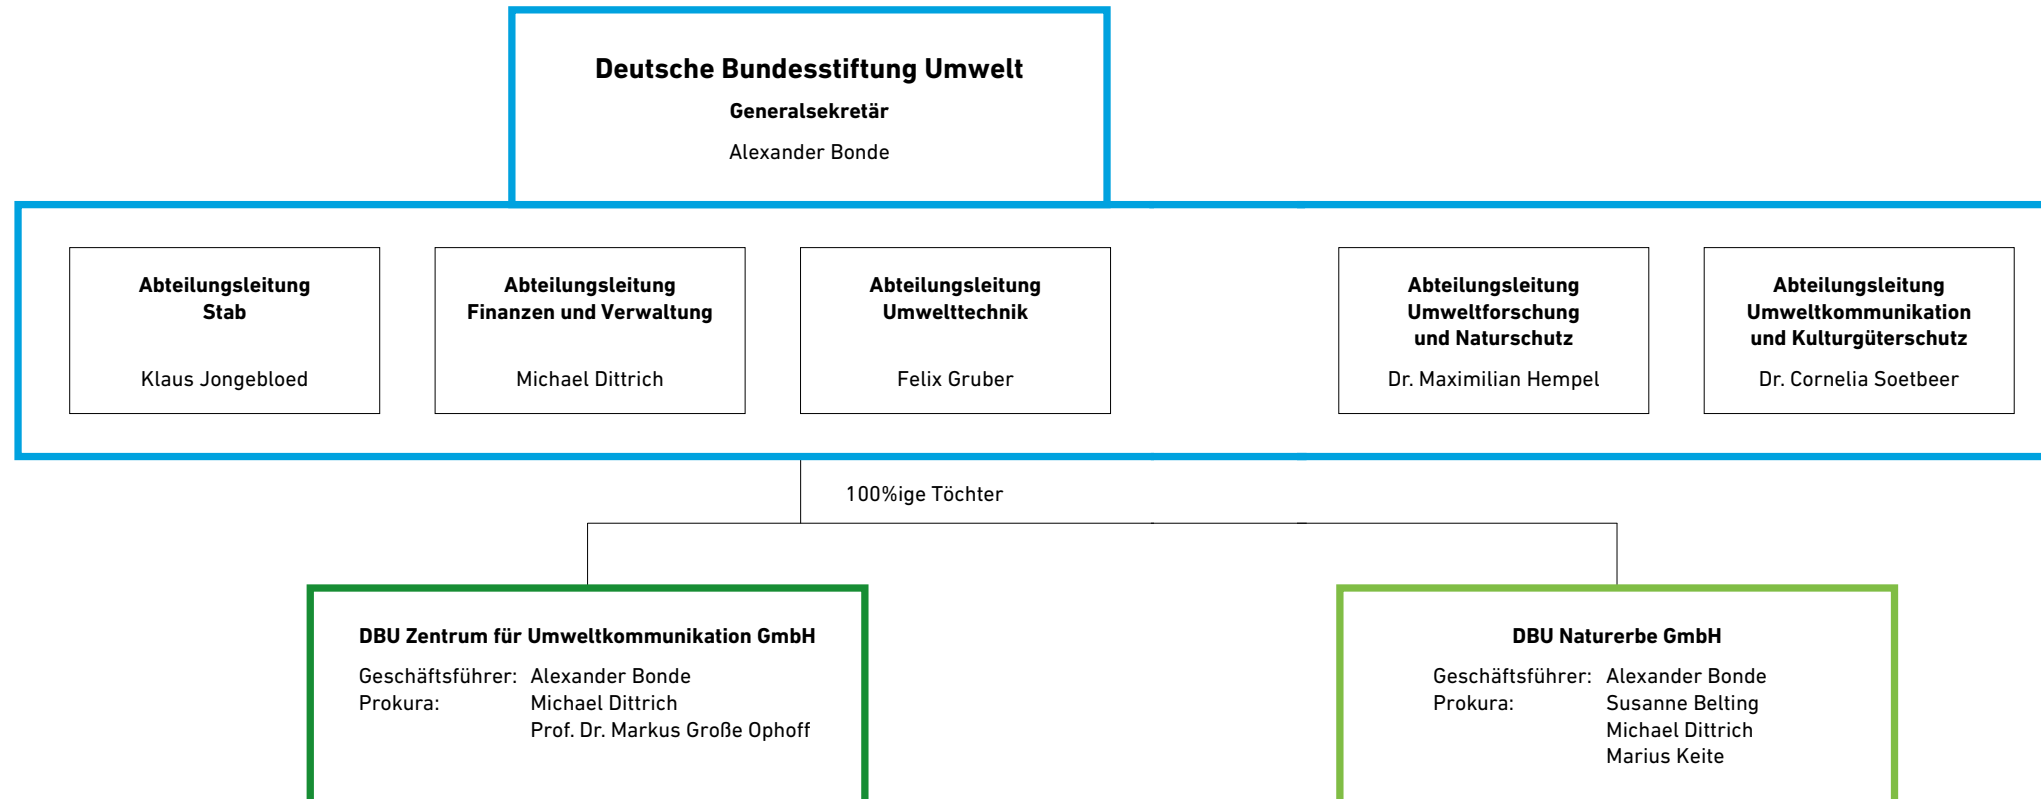 Deutsche Bundesstiftung Umwelt
Generalsekretär
Alexander Bonde
Abteilungsleitung
Stab
Klaus Jongebloed
Abteilungsleitung
Finanzen und Verwaltung
Michael Dittrich
Abteilungsleitung
Umwelttechnik
Felix Gruber
Abteilungsleitung
Umweltforschung
und Naturschutz
Dr. Maximilian Hempel
Abteilungsleitung
Umweltkommunikation
und Kulturgüterschutz
Dr. Cornelia Soetbeer
100%ige Töchter
DBU Zentrum für Umweltkommunikation GmbH
Geschäftsführer: Alexander Bonde
Prokura: Michael Dittrich
Prof. Dr. Markus Große Ophoff
DBU Naturerbe GmbH
Geschäftsführer: Alexander Bonde
Prokura: Susanne Belting
Michael Dittrich
Marius Keite